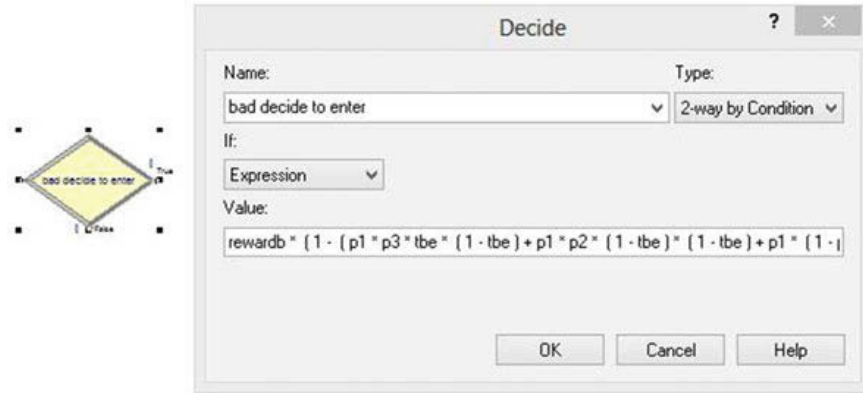 Decide
?
×
Name:
Type:
bad decide to enter
2-way by Condition
If:
Expression
Value:
rewardb * ( 1 - ( p1 * p3 * tbe * ( 1 - tbe ) + p1 * p2 * ( 1 - tbe ) * ( 1 - tbe ) + p1 * ( 1 -
OK
Cancel
Help
bad decide to enter
True
False